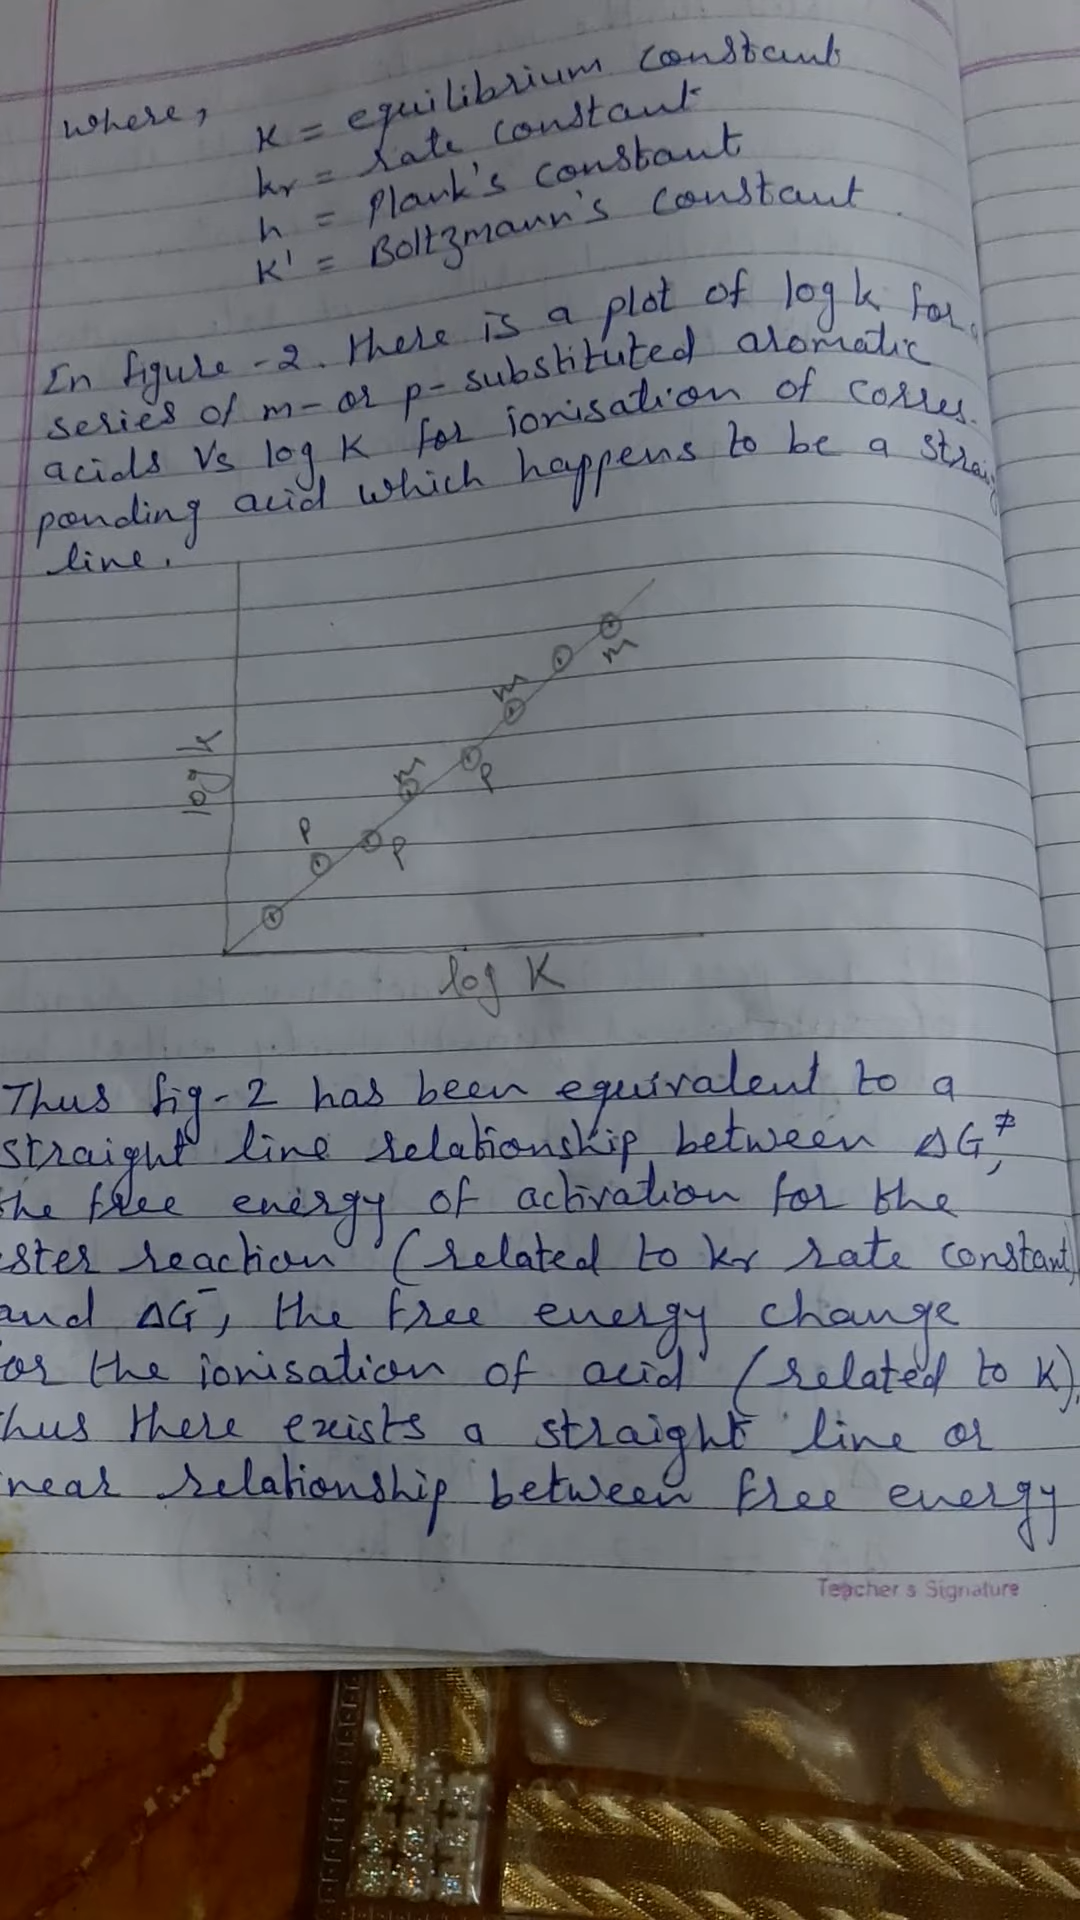 where,
K = equilibrium constant
kr = rate constant
h = Plank's constant
K' = Boltzmann's constant
In figure-2. there is a plot of log k for
series of m- or p-substituted aromatic
acids Vs log K for ionisation of corres.
ponding acid which happens to be a straig
line.
log k
P
P
m
P
m
m
log K
Thus fig-2 has been equivalent to a
straight line relationship between ΔG≠,
the free energy of activation for the
ster reaction (related to kr rate constant)
and ΔG-, the free energy change
for the ionisation of acid (related to K),
hus there exists a straight line or
near relationship between free energy
Teacher s Signature